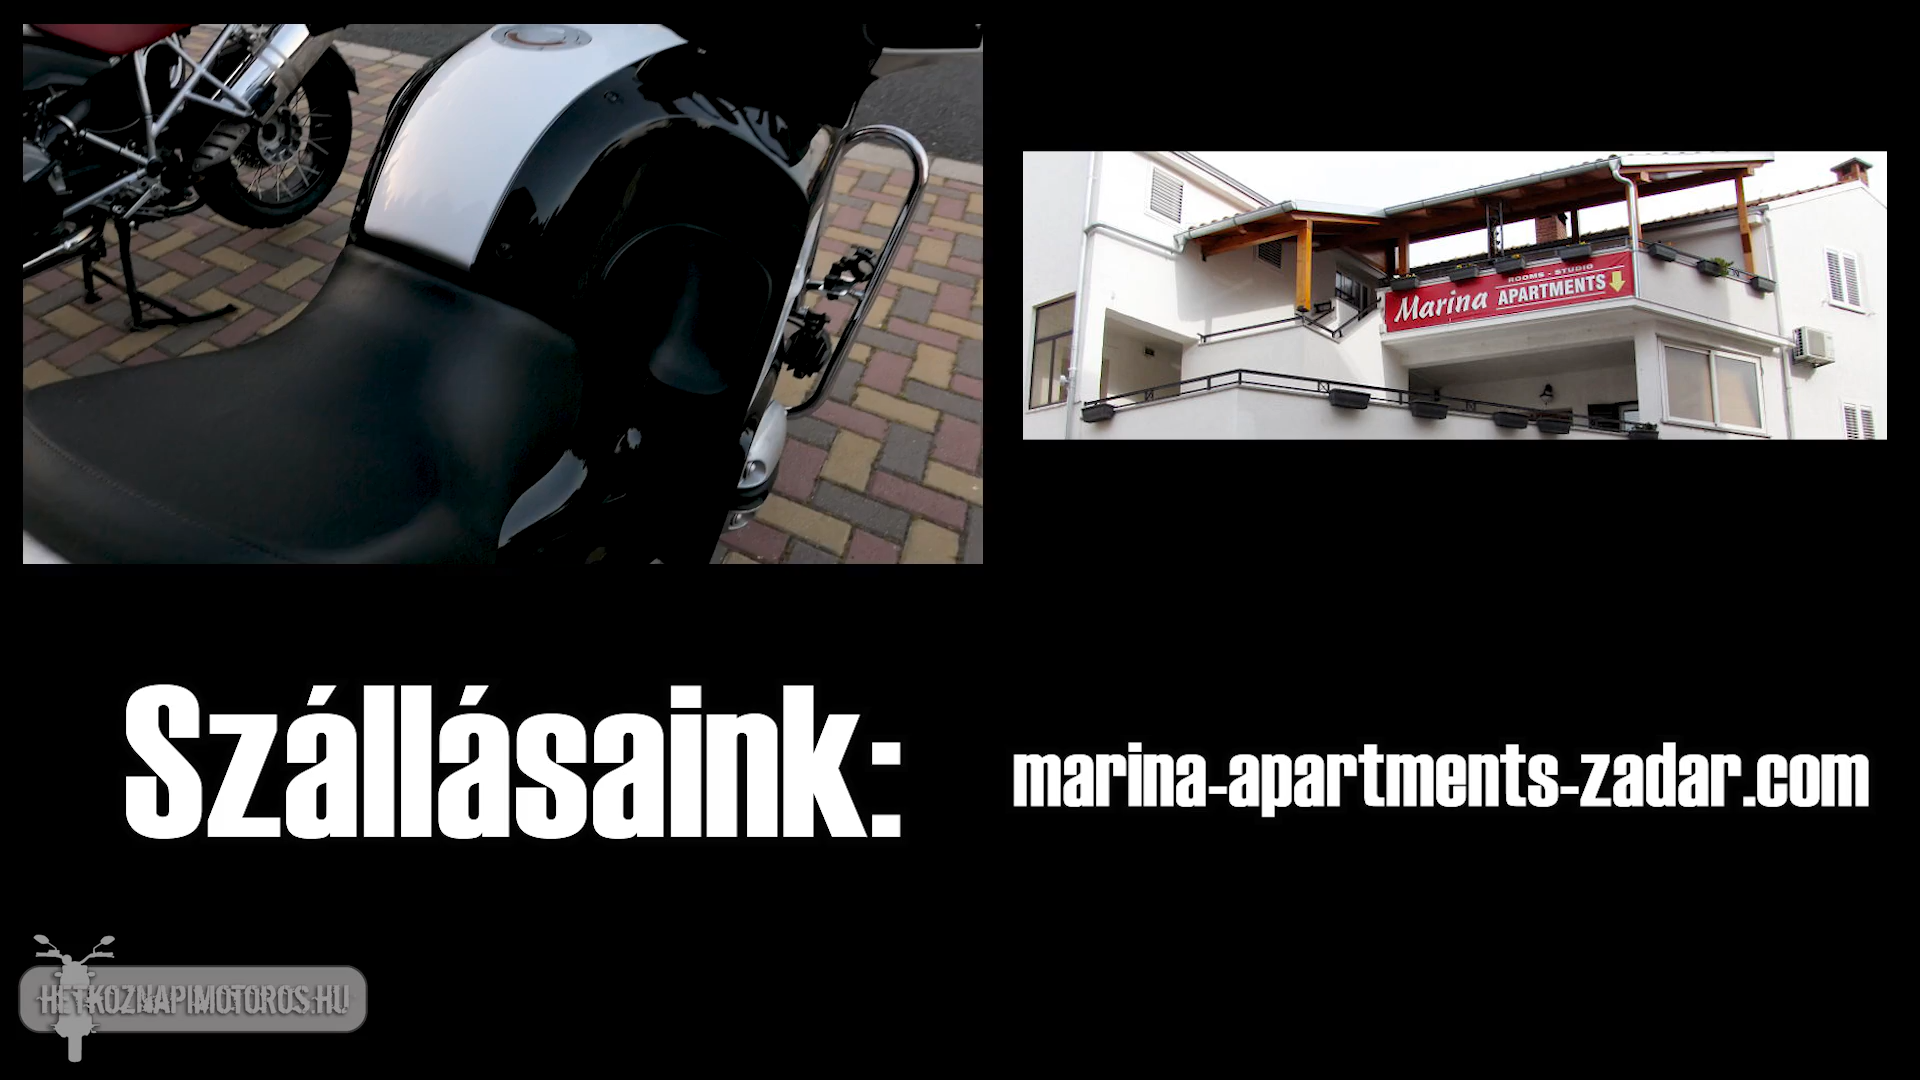 ROOMS - STUDIO
Marina APARTMENTS
Szállásaink:
marina-apartments-zadar.com
HETKOZNAPIMOTOROS.HU